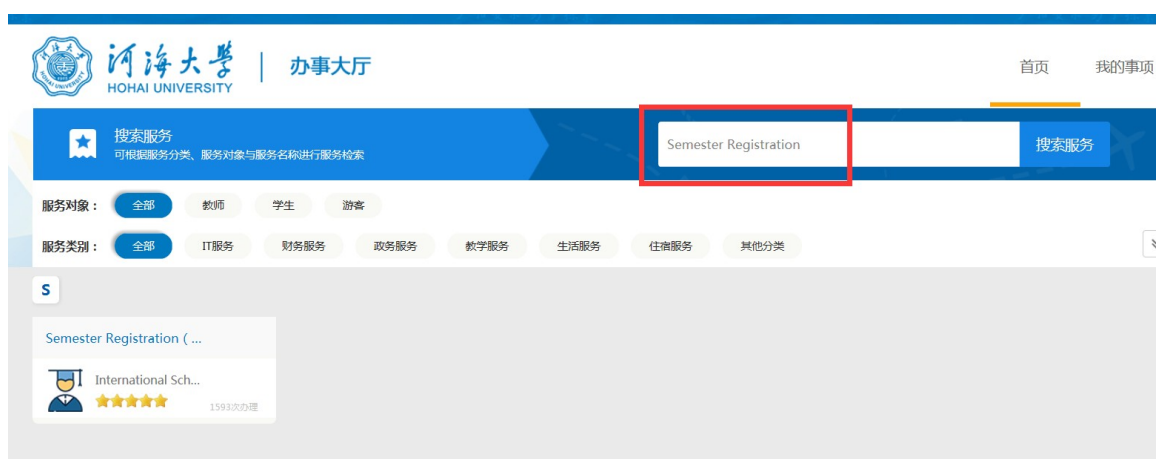 河海大学
HOHAI UNIVERSITY
办事大厅
首页
我的事项
搜索服务
可根据服务分类、服务对象与服务名称进行服务检索
Semester Registration
搜索服务
服务对象： 全部 教师 学生 游客
服务类别： 全部 IT服务 财务服务 政务服务 教学服务 生活服务 住宿服务 其他分类
S
Semester Registration ( ...
International Sch...
1593次办理